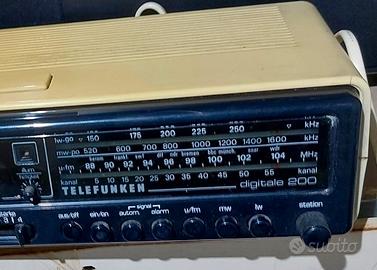 lw-go 150 175 200 225 250 kHz
mw-po 520 600 700 800 1000 1200 1400 1600 kHz
u/fm 88 89 90 92 94 96 98 100 102 104 MHz
kanal 5 10 15 20 25 30 35 40 45 50 55 kanal
TELEFUNKEN digitale 200
signal
aus/off ein/on autom. alarm u/fm mw lw station
subito